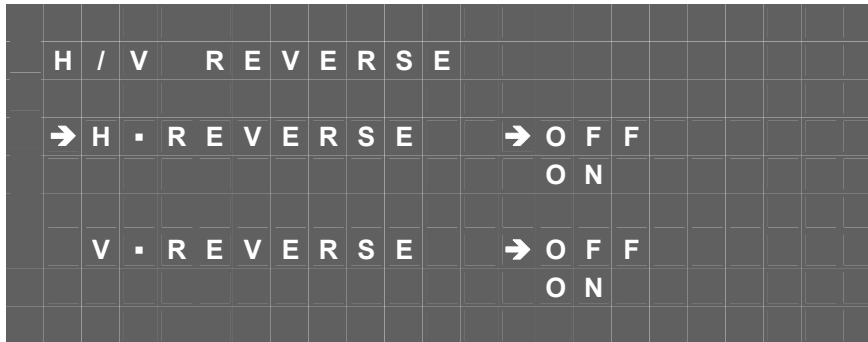 H/V REVERSE
➔H▪REVERSE ➔OFF
ON
V▪REVERSE ➔OFF
ON